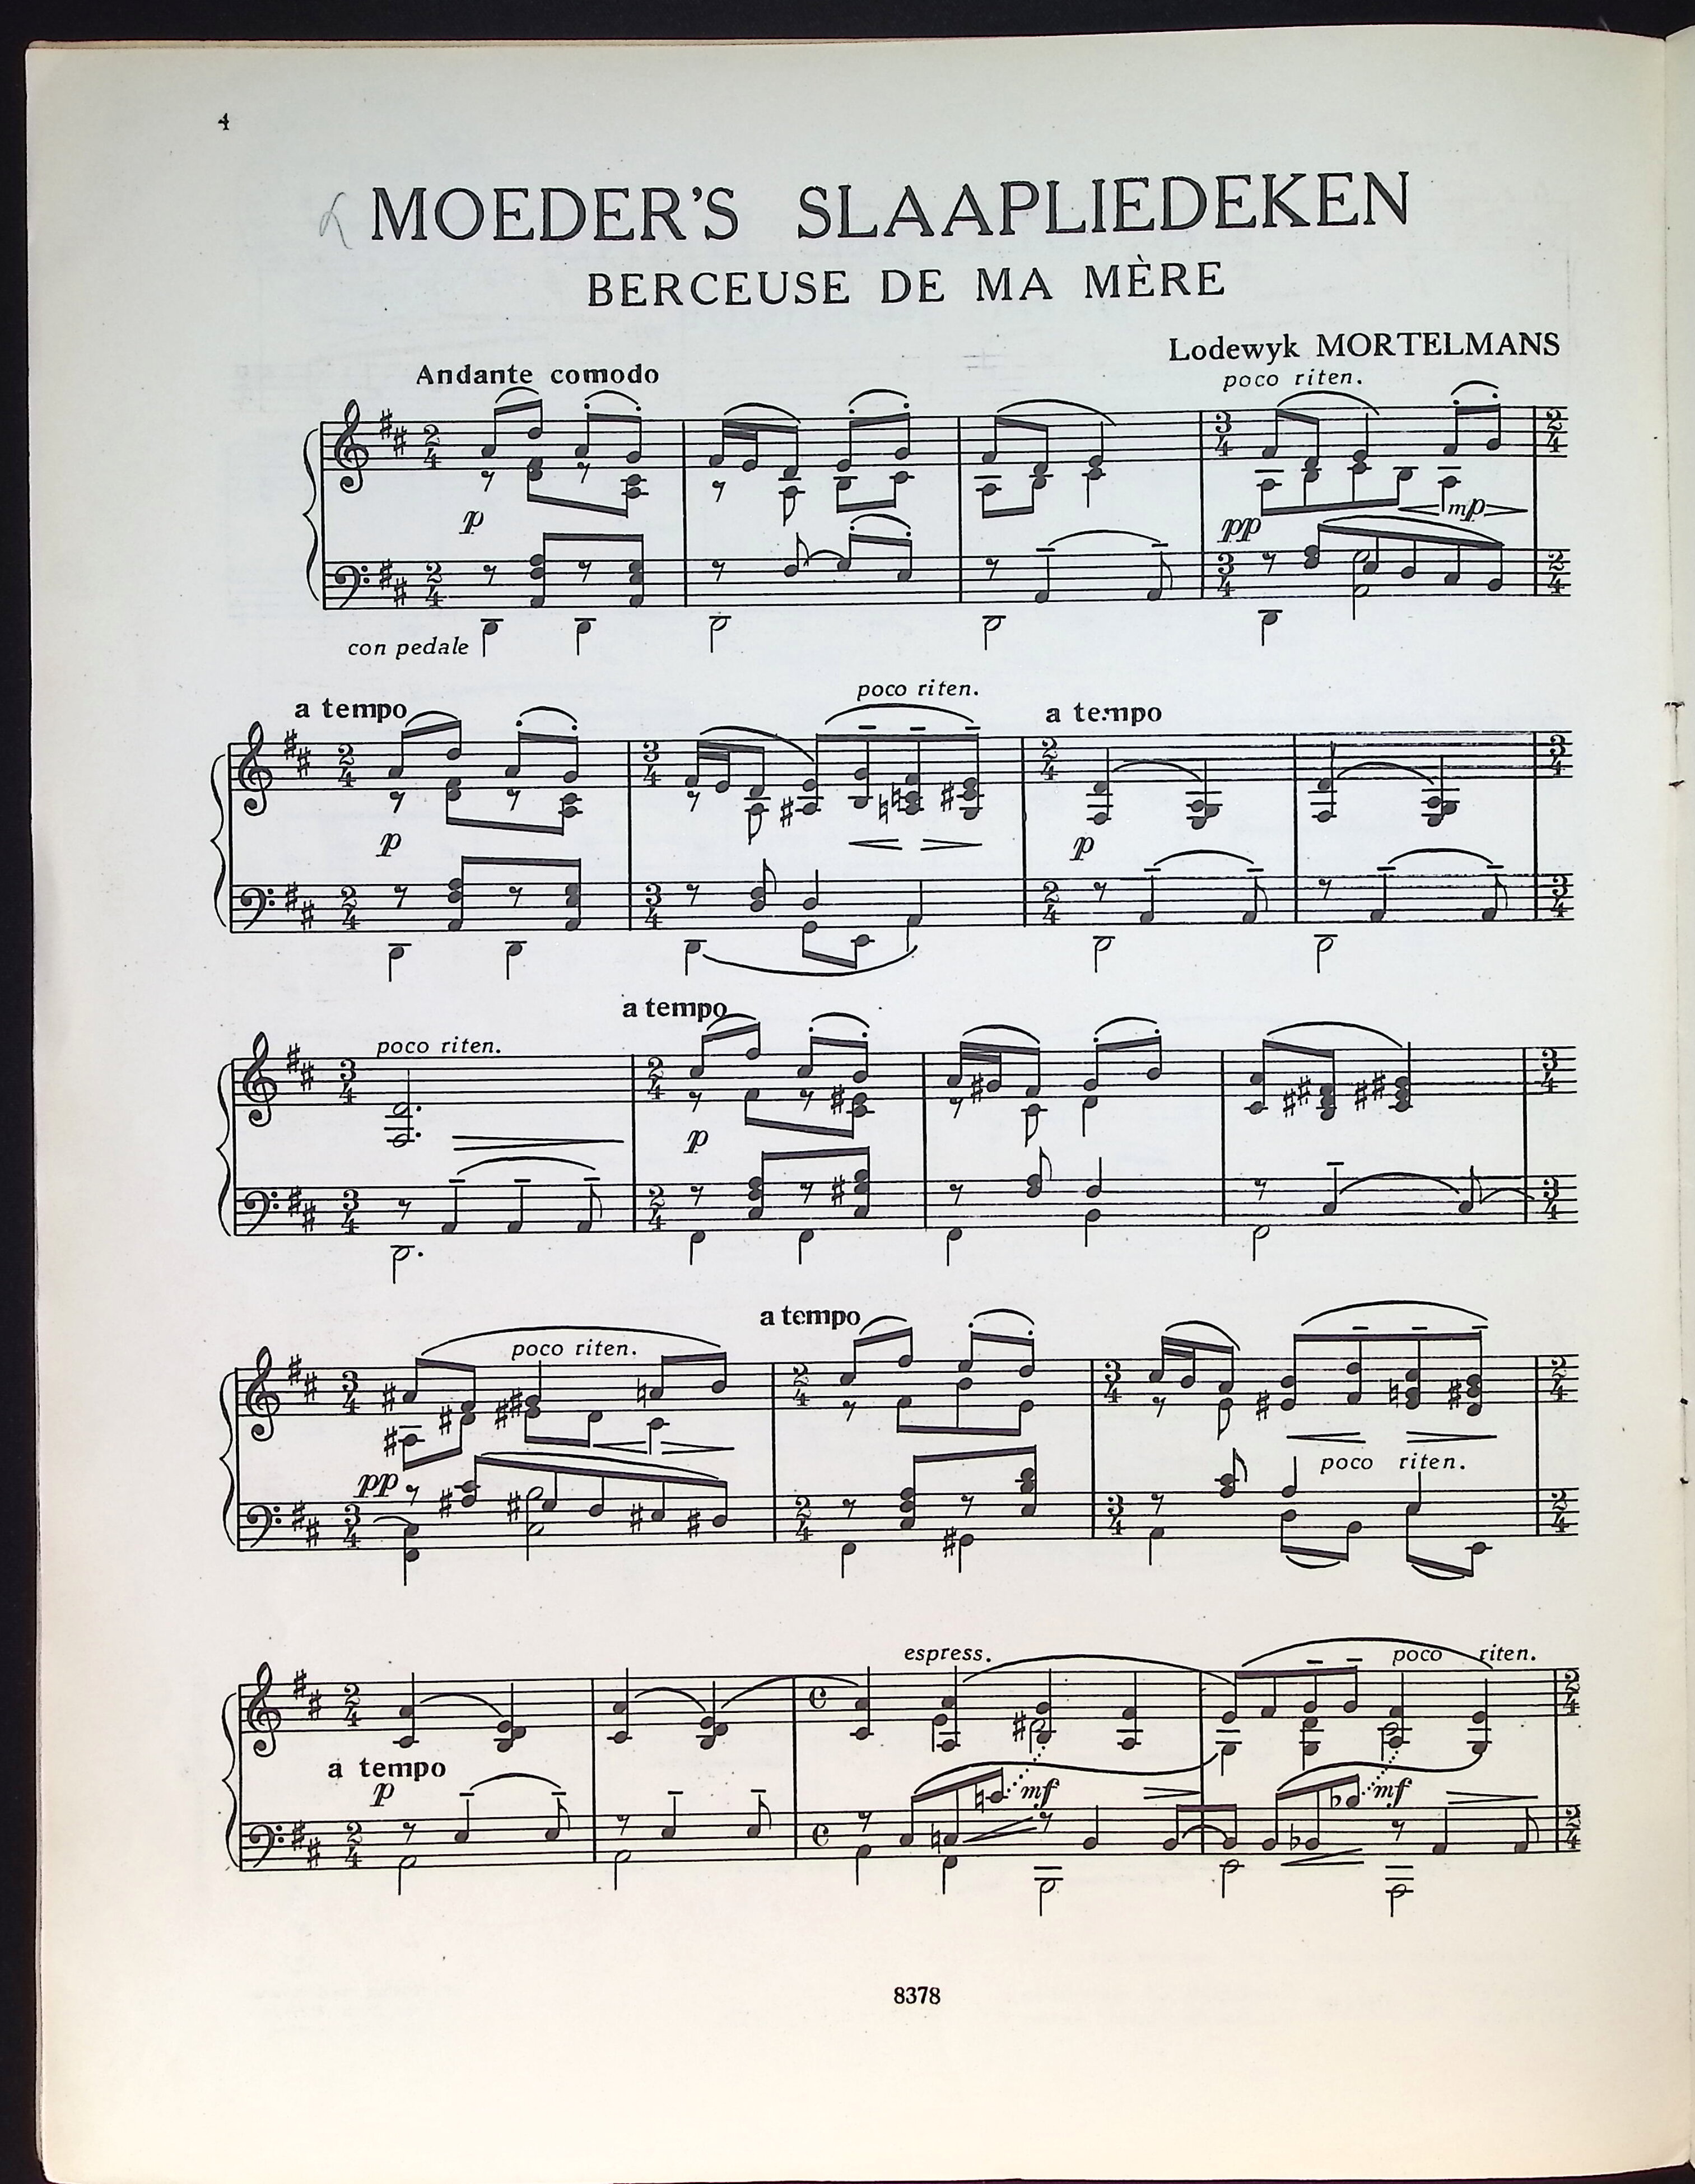 4
MOEDER'S SLAAPLIEDEKEN
BERCEUSE DE MA MÈRE
Lodewyk MORTELMANS
Andante comodo
poco riten.
p
pp
mp
con pedale
a tempo
poco riten.
a tempo
p
p
a tempo
poco riten.
p
a tempo
poco riten.
pp
poco riten.
espress.
poco riten.
a tempo
p
mf
mf
8378